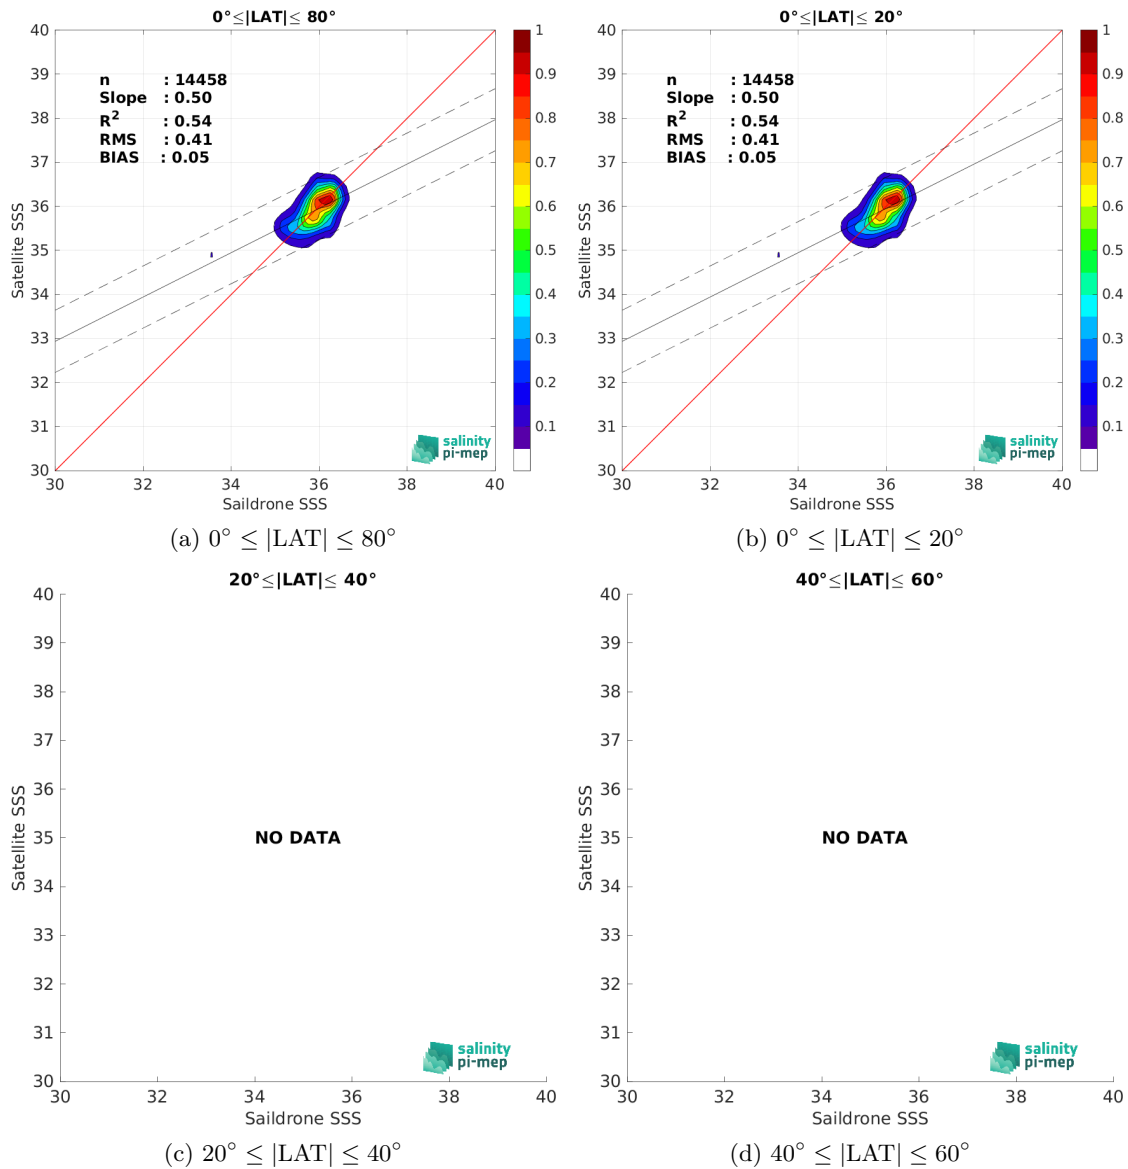 0°≤|LAT|≤ 80°
40
39
38
37
36
35
34
33
32
31
30
Satellite SSS
n : 14458
Slope : 0.50
R² : 0.54
RMS : 0.41
BIAS : 0.05
salinity
pi-mep
30 32 34 36 38 40
Saildrone SSS
1
0.9
0.8
0.7
0.6
0.5
0.4
0.3
0.2
0.1
(a) 0° ≤ |LAT| ≤ 80°
0°≤|LAT|≤ 20°
40
39
38
37
36
35
34
33
32
31
30
Satellite SSS
n : 14458
Slope : 0.50
R² : 0.54
RMS : 0.41
BIAS : 0.05
salinity
pi-mep
30 32 34 36 38 40
Saildrone SSS
1
0.9
0.8
0.7
0.6
0.5
0.4
0.3
0.2
0.1
(b) 0° ≤ |LAT| ≤ 20°
20°≤|LAT|≤ 40°
40
39
38
37
36
35
34
33
32
31
30
Satellite SSS
NO DATA
salinity
pi-mep
30 32 34 36 38 40
Saildrone SSS
(c) 20° ≤ |LAT| ≤ 40°
40°≤|LAT|≤ 60°
40
39
38
37
36
35
34
33
32
31
30
Satellite SSS
NO DATA
salinity
pi-mep
30 32 34 36 38 40
Saildrone SSS
(d) 40° ≤ |LAT| ≤ 60°